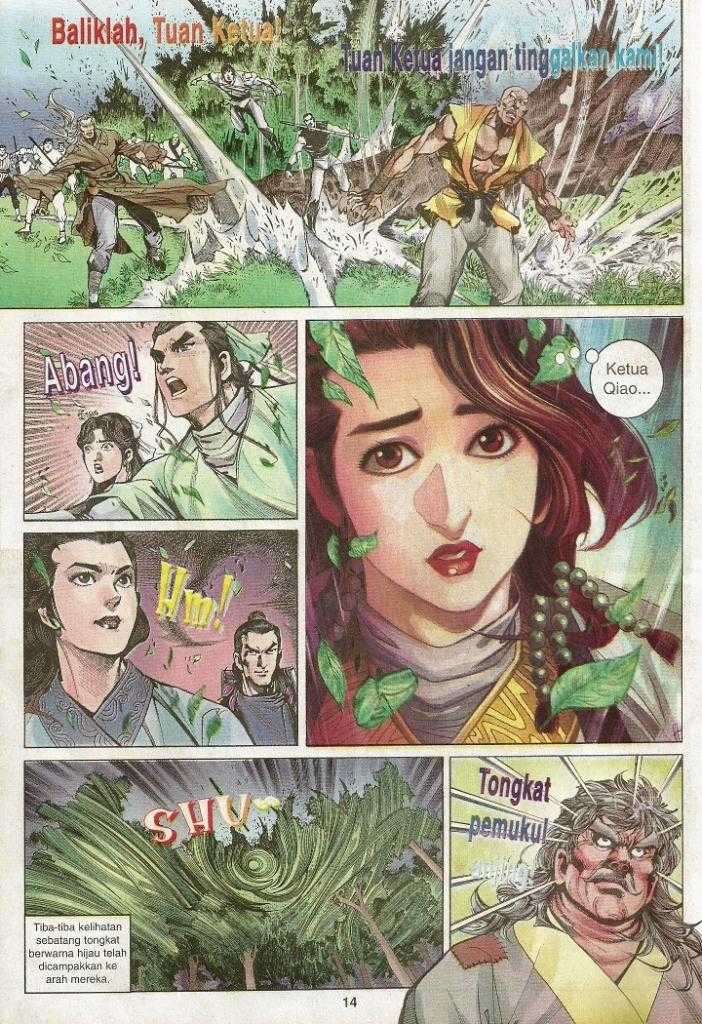 Baliklah, Tuan Ketua!
Tuan Ketua jangan tinggalkan kami!
Abang!
Ketua
Qiao...
Hm!
SHU~
Tiba-tiba kelihatan
sebatang tongkat
berwarna hijau telah
dicampakkan ke
arah mereka.
Tongkat
pemukul
anjing!
14